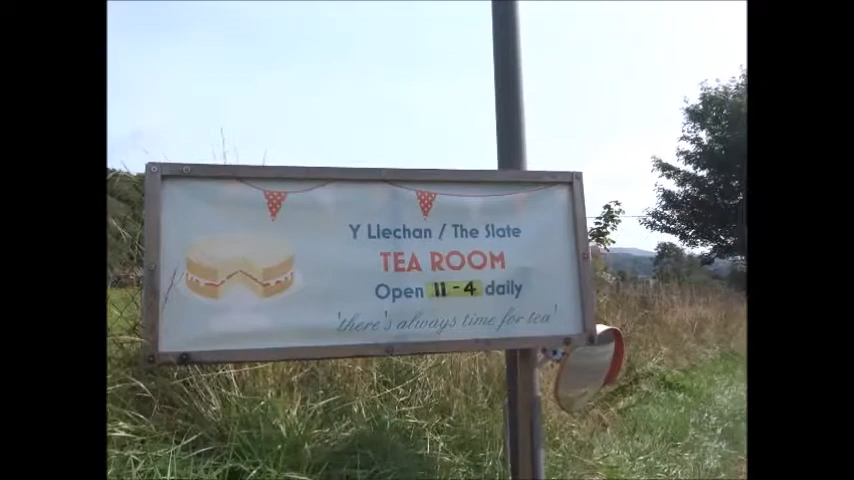 Y Llechan / The Slate
TEA ROOM
Open 11-4 daily
there's always time for tea